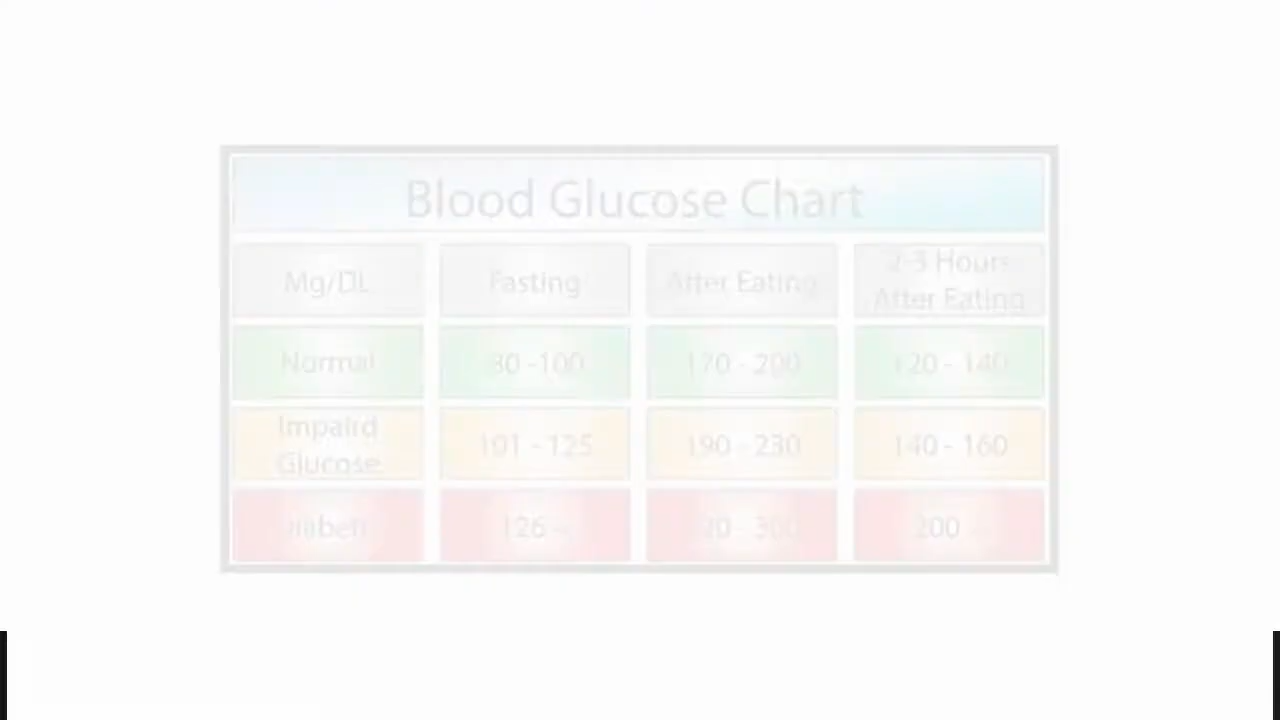 Blood Glucose Chart
Mg/DL Fasting After Eating 2-3 Hours
After Eating
Normal 80 -100 170 - 200 120 - 140
Impaird
Glucose 101 - 125 190 - 230 140 - 160
126 - 200 -